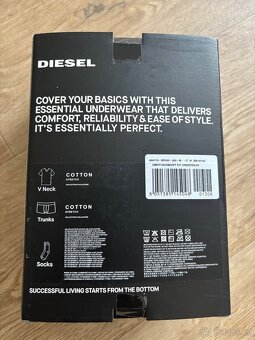 DIESEL
COVER YOUR BASICS WITH THIS
ESSENTIAL UNDERWEAR THAT DELIVERS
COMFORT, RELIABILITY & EASE OF STYLE.
IT'S ESSENTIALLY PERFECT.
V Neck
COTTON
STRETCH
Trunks
COTTON
STRETCH
Socks
SUCCESSFUL LIVING STARTS FROM THE BOTTOM